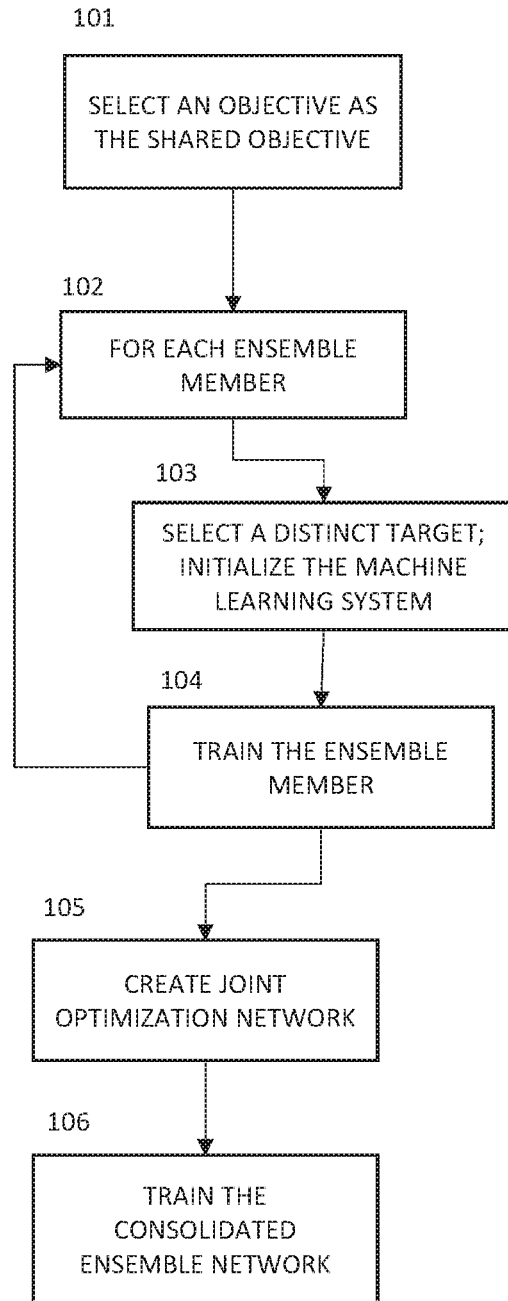 101
SELECT AN OBJECTIVE AS
THE SHARED OBJECTIVE
102
FOR EACH ENSEMBLE
MEMBER
103
SELECT A DISTINCT TARGET;
INITIALIZE THE MACHINE
LEARNING SYSTEM
104
TRAIN THE ENSEMBLE
MEMBER
105
CREATE JOINT
OPTIMIZATION NETWORK
106
TRAIN THE
CONSOLIDATED
ENSEMBLE NETWORK